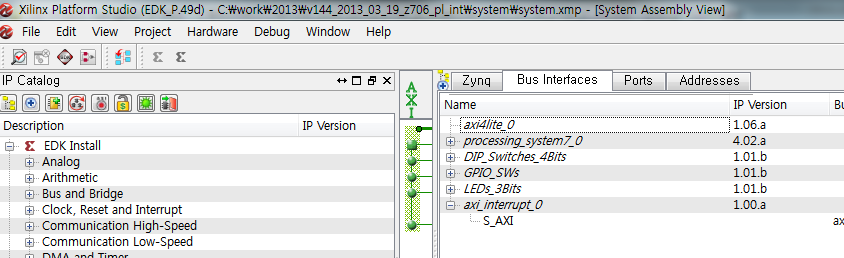 Xilinx Platform Studio (EDK_P.49d) - C:₩work₩2013₩v144_2013_03_19_z706_pl_int₩system₩system.xmp - [System Assembly View]
File Edit View Project Hardware Debug Window Help
IP Catalog
Description IP Version
EDK Install
Analog
Arithmetic
Bus and Bridge
Clock, Reset and Interrupt
Communication High-Speed
Communication Low-Speed
DMA and Timer
AXI
Zynq Bus Interfaces Ports Addresses
Name IP Version Bu
axi4lite_0 1.06.a
processing_system7_0 4.02.a
DIP_Switches_4Bits 1.01.b
GPIO_SWs 1.01.b
LEDs_3Bits 1.01.b
axi_interrupt_0 1.00.a
S_AXI ax